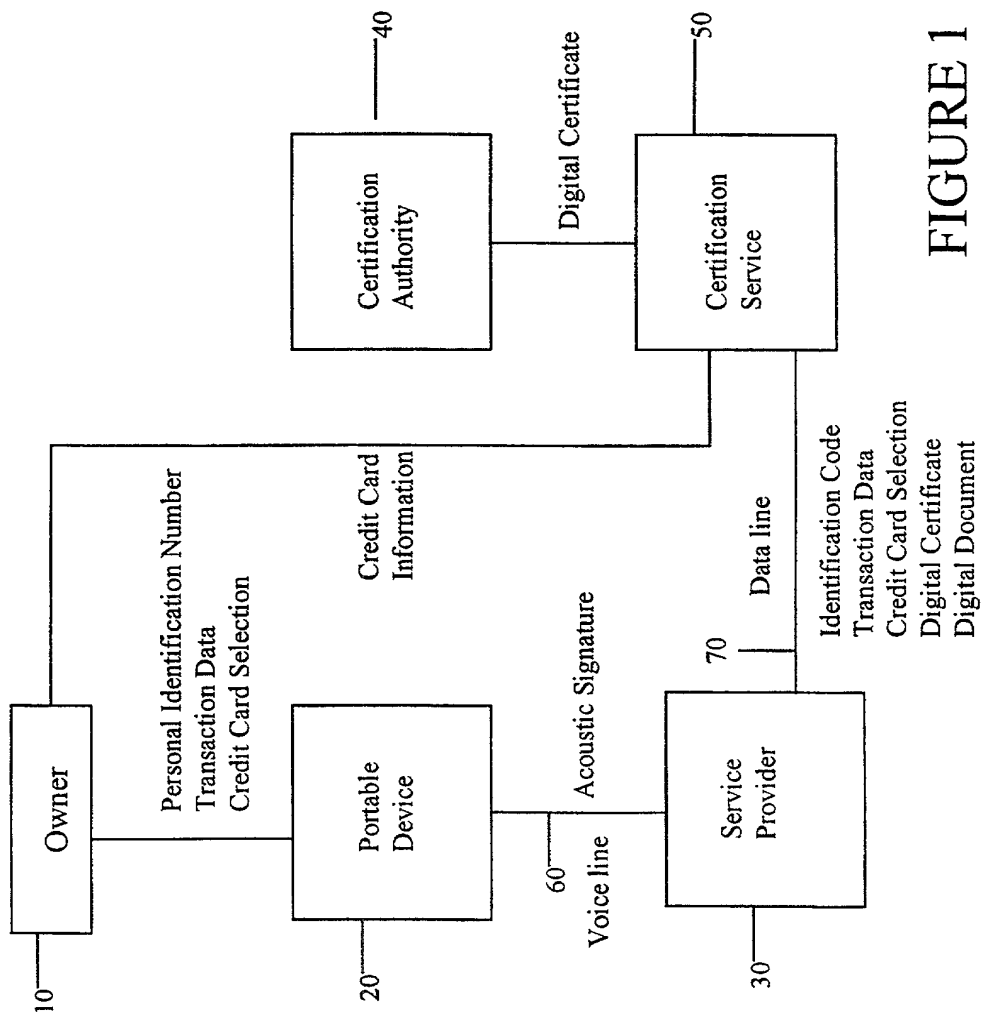 10
Owner
Personal Identification Number
Transaction Data
Credit Card Selection
20
Portable
Device
60
Voice line
Acoustic Signature
30
Service
Provider
Credit Card
Information
40
Certification
Authority
Digital Certificate
50
Certification
Service
70
Data line
Identification Code
Transaction Data
Credit Card Selection
Digital Certificate
Digital Document
FIGURE 1